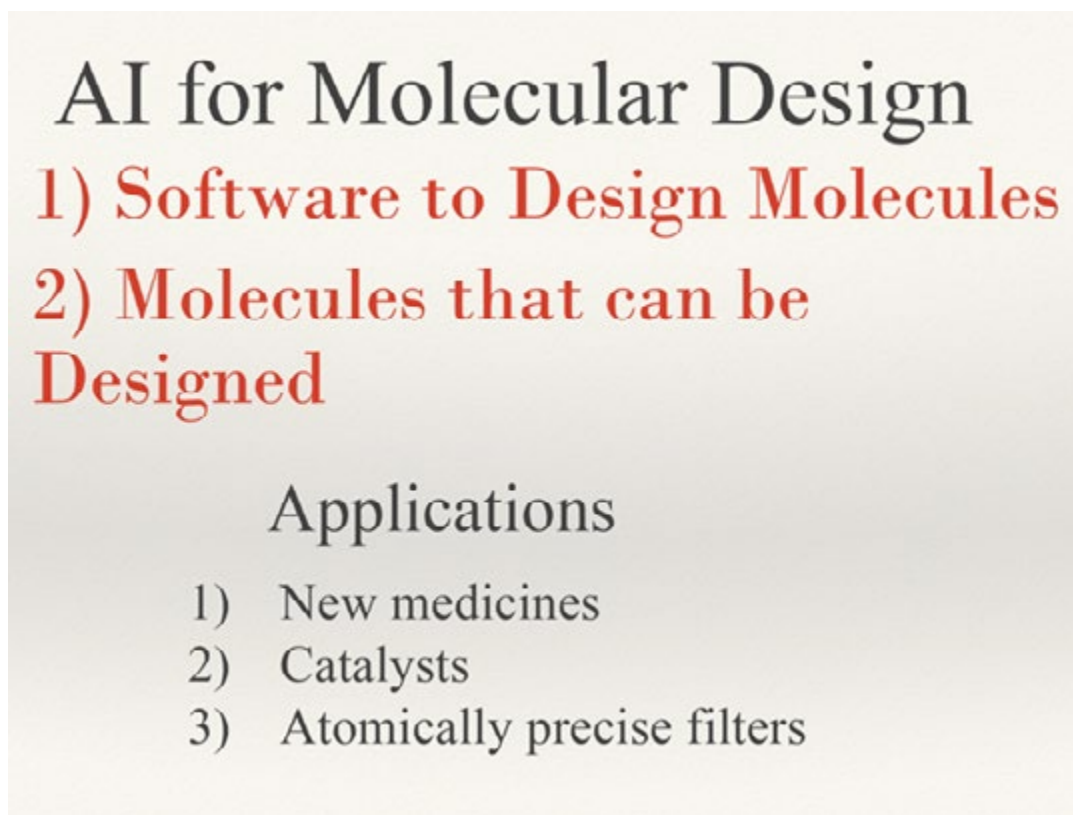 AI for Molecular Design
1) Software to Design Molecules
2) Molecules that can be
Designed
Applications
1) New medicines
2) Catalysts
3) Atomically precise filters